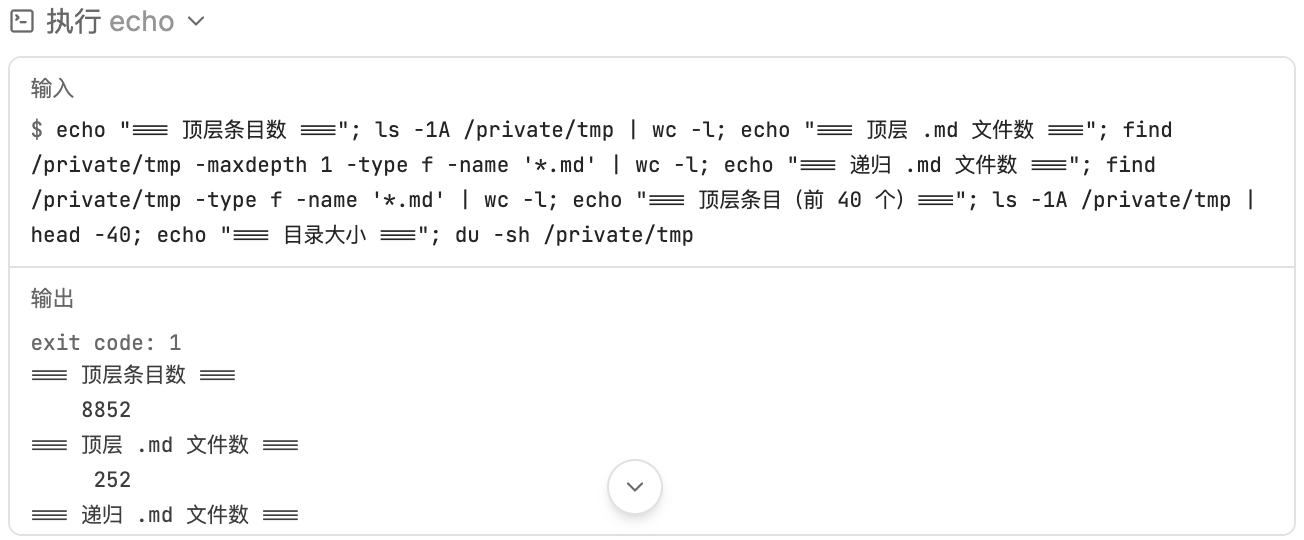 执行 echo
输入
$ echo "=== 顶层条目数 ==="; ls -1A /private/tmp | wc -l; echo "=== 顶层 .md 文件数 ==="; find
/private/tmp -maxdepth 1 -type f -name '*.md' | wc -l; echo "=== 递归 .md 文件数 ==="; find
/private/tmp -type f -name '*.md' | wc -l; echo "=== 顶层条目（前 40 个）==="; ls -1A /private/tmp |
head -40; echo "=== 目录大小 ==="; du -sh /private/tmp
输出
exit code: 1
=== 顶层条目数 ===
8852
=== 顶层 .md 文件数 ===
252
=== 递归 .md 文件数 ===